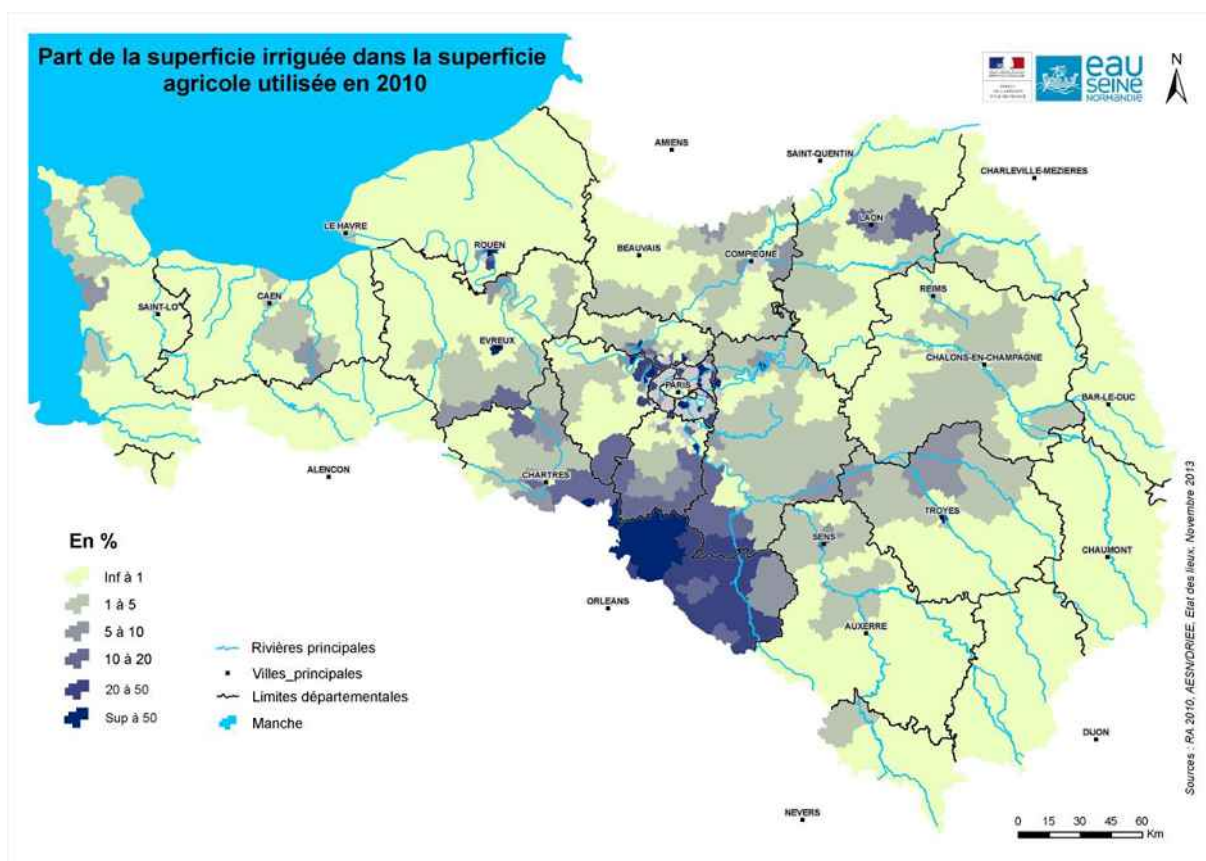 Part de la superficie irriguée dans la superficie
agricole utilisée en 2010
eau
SEINE
NORMANDIE
N
AMIENS
SAINT-QUENTIN
CHARLEVILLE-MEZIERES
LAON
LE HAVRE
ROUEN
BEAUVAIS
COMPIEGNE
REIMS
SAINT-LO
CAEN
EVREUX
CHALONS-EN-CHAMPAGNE
PARIS
BAR-LE-DUC
ALENCON
CHARTRES
TROYES
SENS
CHAUMONT
ORLEANS
AUXERRE
DIJON
NEVERS
En %
Inf à 1
1 à 5
5 à 10
10 à 20
20 à 50
Sup à 50
Rivières principales
Villes_principales
Limites départementales
Manche
Sources : RA 2010, AESN/DRIEE, Etat des lieux, Novembre 2013
0 15 30 45 60
Km